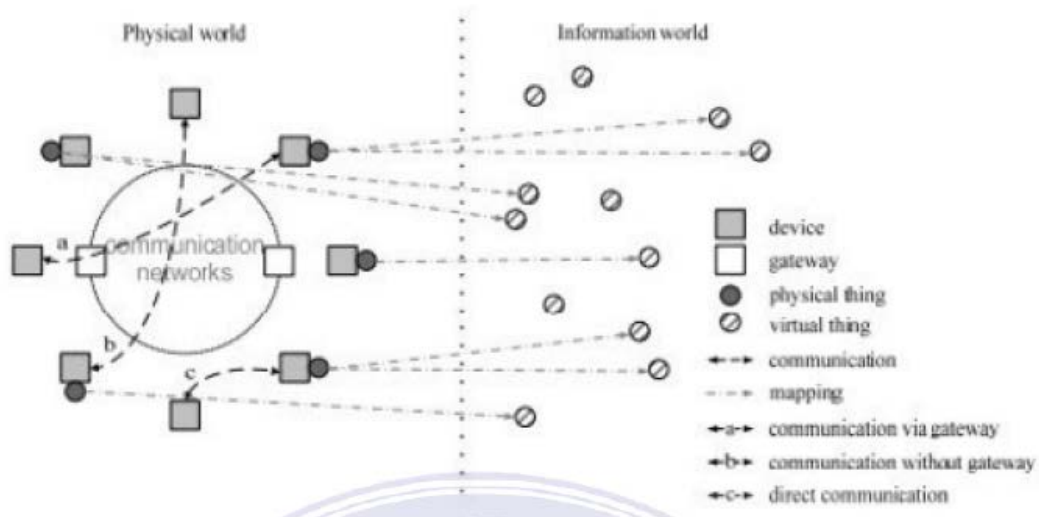 Physical world
Information world
a
communication
networks
b
c
device
gateway
physical thing
virtual thing
communication
mapping
a communication via gateway
b communication without gateway
c direct communication